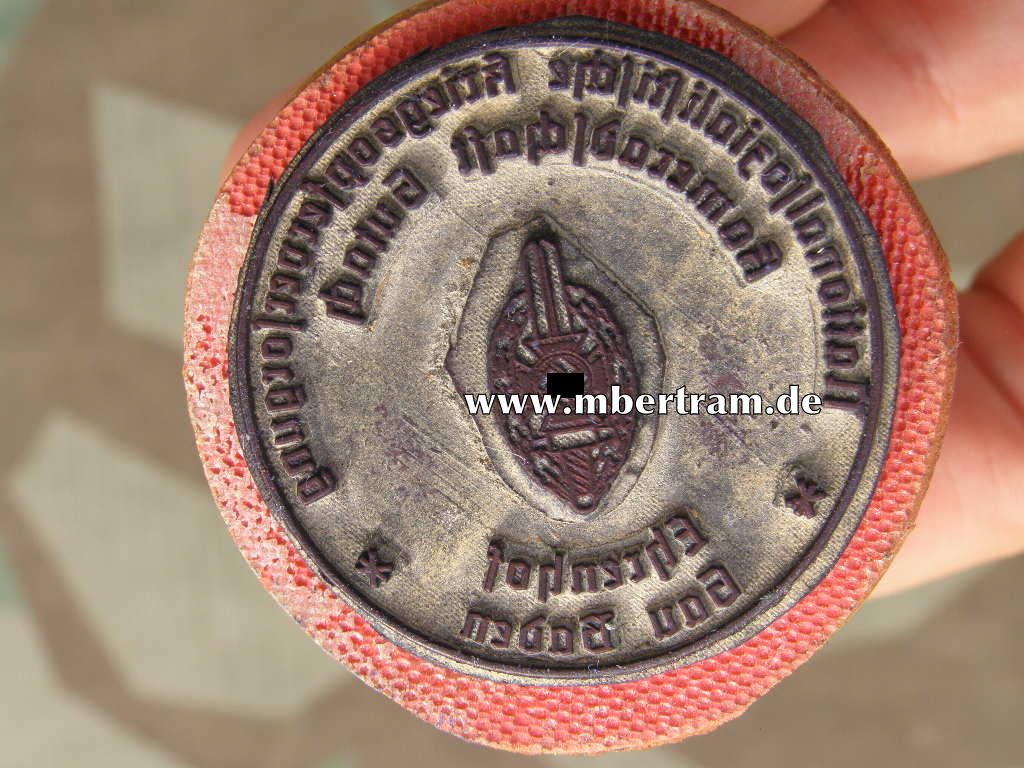 Nationalsozialistische Kriegsopferversorgung
Kameradschaft
Gau Baden
www.mbertram.de